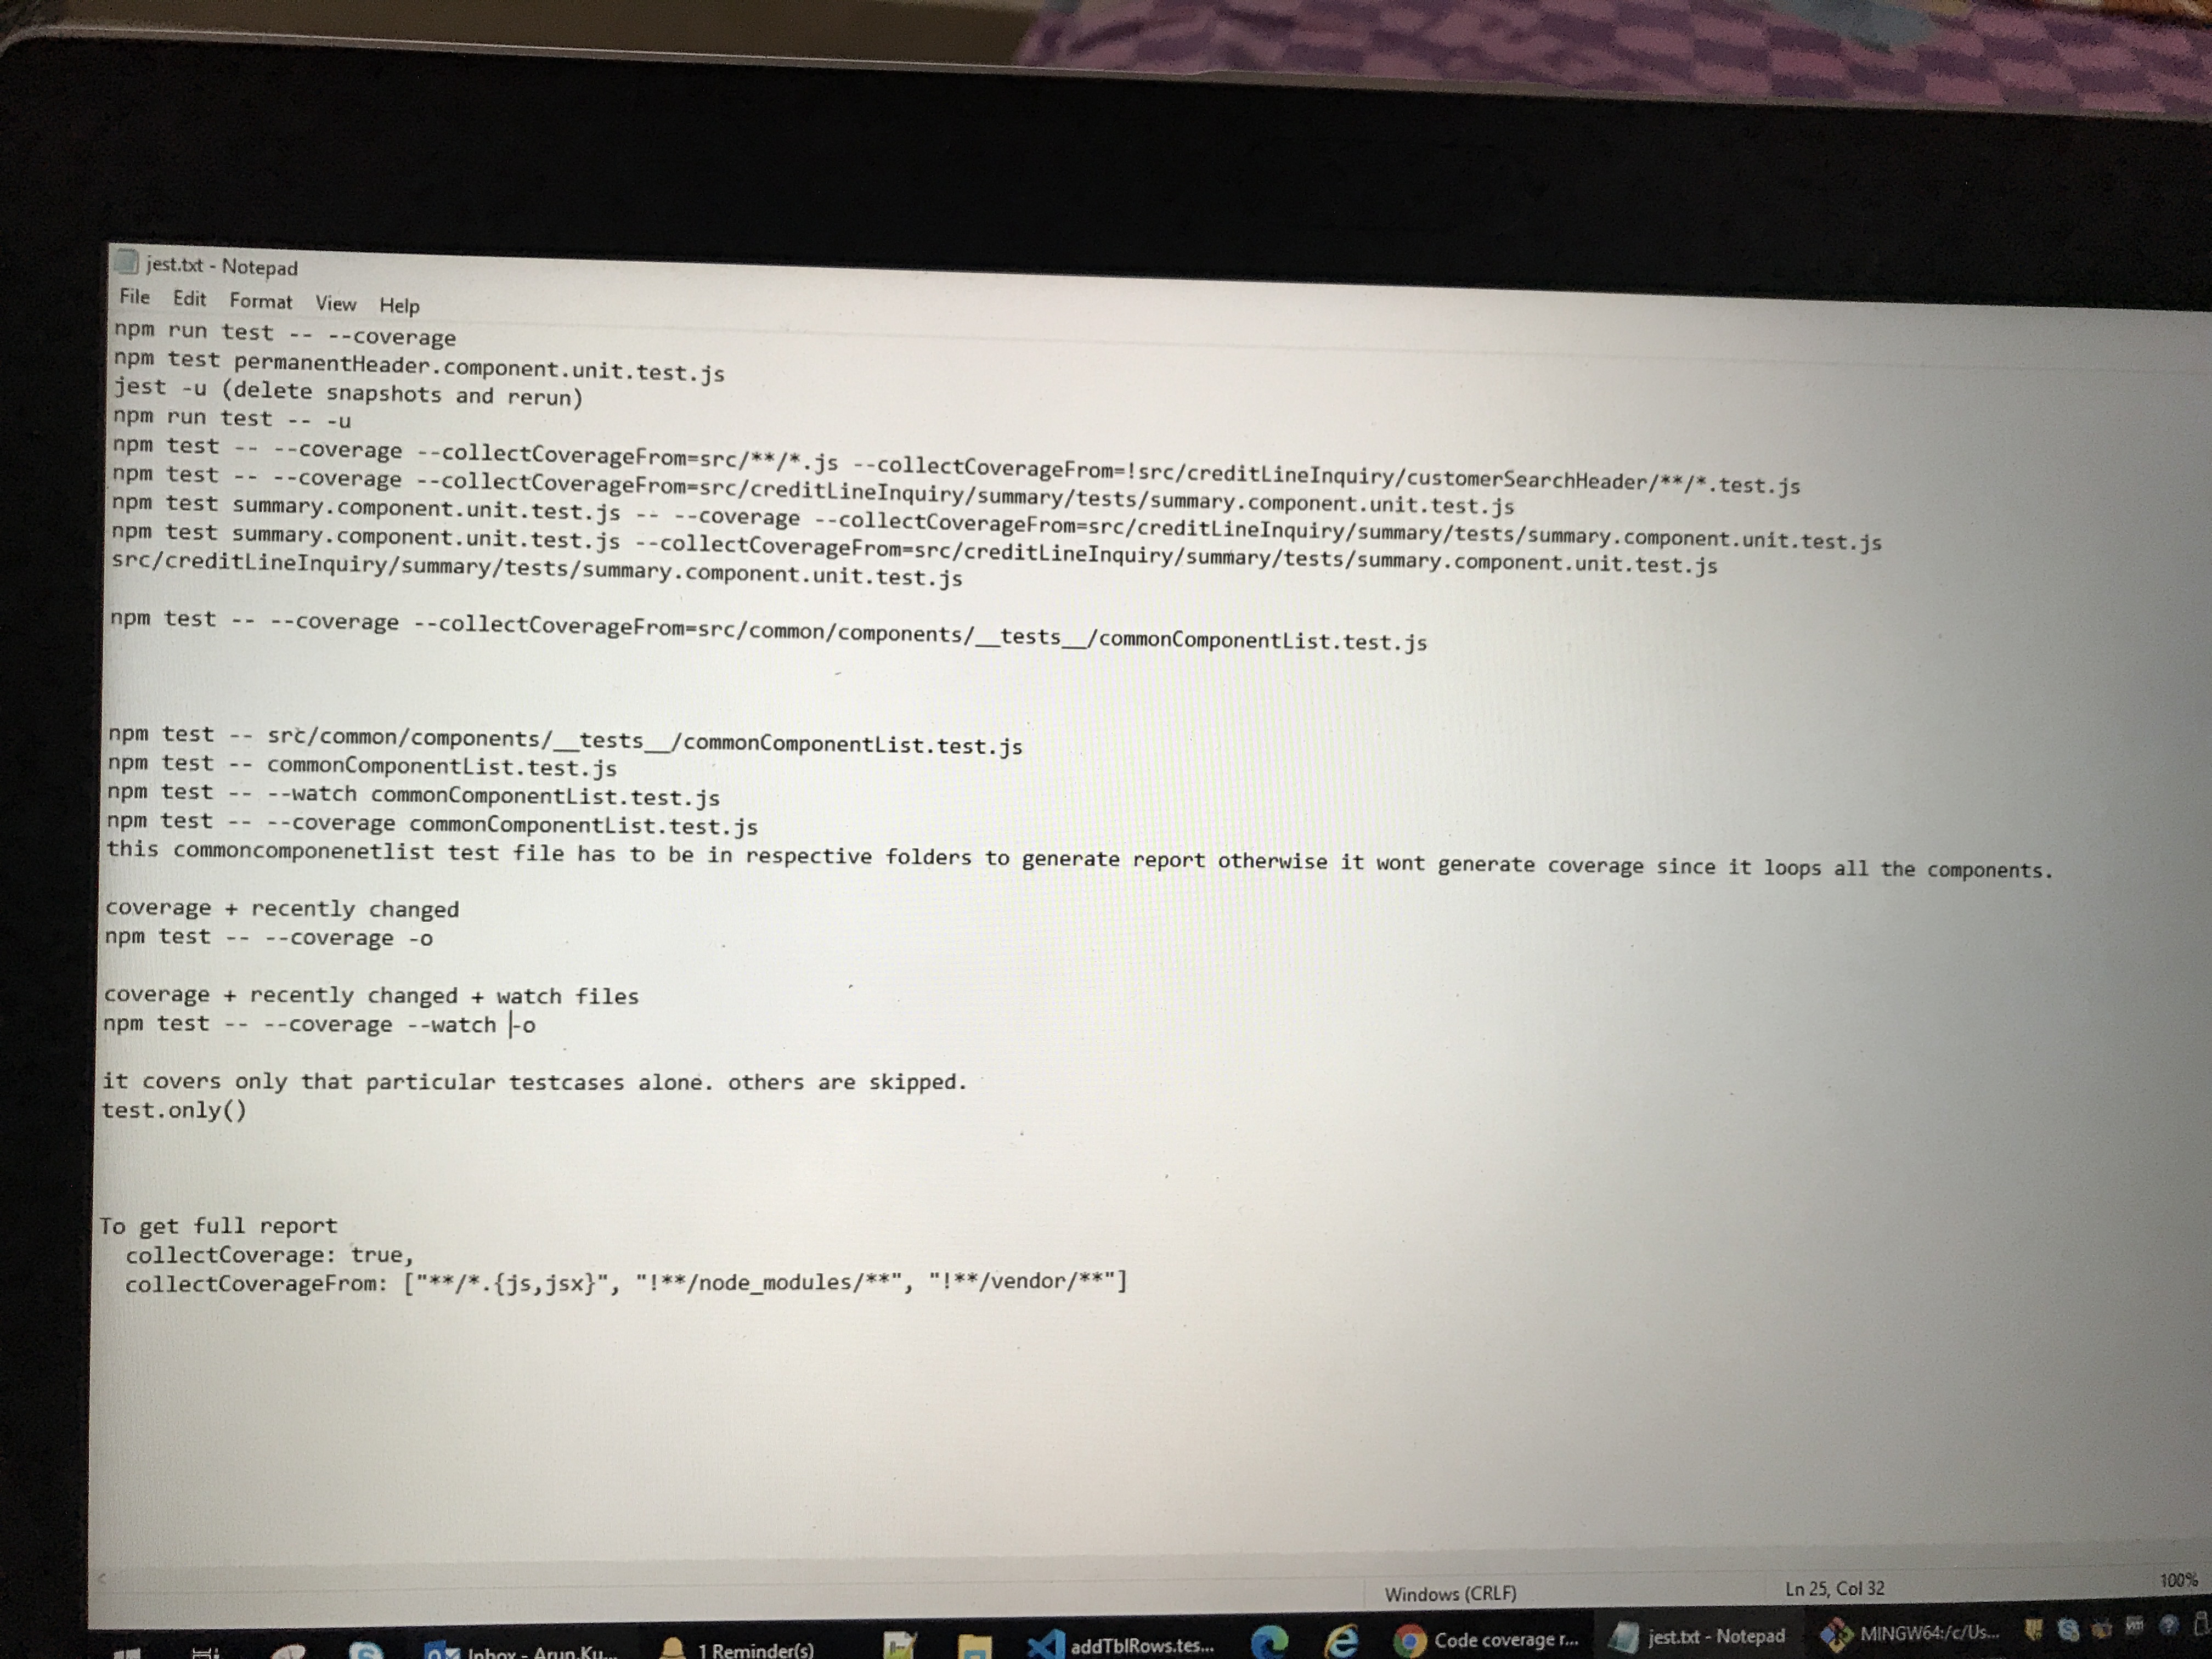 jest.txt - Notepad
File Edit Format View Help
npm run test -- --coverage
npm test permanentHeader.component.unit.test.js
jest -u (delete snapshots and rerun)
npm run test -- -u
npm test -- --coverage --collectCoverageFrom=src/**/*.js --collectCoverageFrom=!src/creditLineInquiry/customerSearchHeader/**/*.test.js
npm test -- --coverage --collectCoverageFrom=src/creditLineInquiry/summary/tests/summary.component.unit.test.js
npm test summary.component.unit.test.js -- --coverage --collectCoverageFrom=src/creditLineInquiry/summary/tests/summary.component.unit.test.js
npm test summary.component.unit.test.js --collectCoverageFrom=src/creditLineInquiry/summary/tests/summary.component.unit.test.js
src/creditLineInquiry/summary/tests/summary.component.unit.test.js
npm test -- --coverage --collectCoverageFrom=src/common/components/__tests__/commonComponentList.test.js
npm test -- src/common/components/__tests__/commonComponentList.test.js
npm test -- commonComponentList.test.js
npm test -- --watch commonComponentList.test.js
npm test -- --coverage commonComponentList.test.js
this commoncomponenetlist test file has to be in respective folders to generate report otherwise it wont generate coverage since it loops all the components.
coverage + recently changed
npm test -- --coverage -o
coverage + recently changed + watch files
npm test -- --coverage --watch -o
it covers only that particular testcases alone. others are skipped.
test.only()
To get full report
collectCoverage: true,
collectCoverageFrom: ["**/*.{js,jsx}", "!**/node_modules/**", "!**/vendor/**"]
Windows (CRLF) Ln 25, Col 32 100%
Inbox - Arun.Ku... 1 Reminder(s) addTblRows.tes... Code coverage r... jest.txt - Notepad MINGW64:/c/Us...